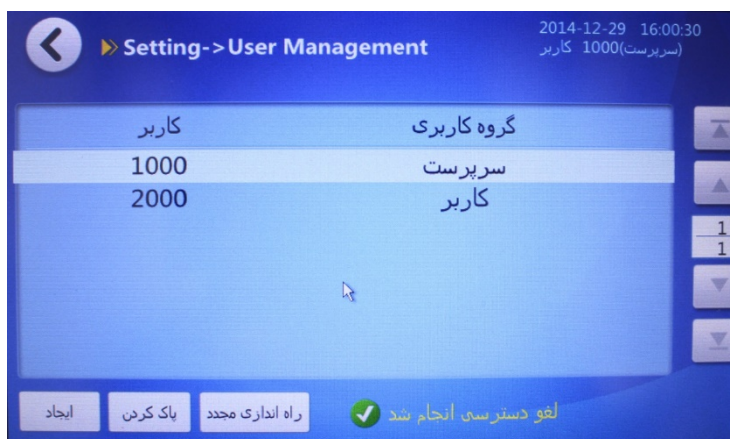 Setting->User Management
2014-12-29 16:00:30
(سرپرست)1000 کاربر
کاربر گروه کاربری
1000 سرپرست
2000 کاربر
1
1
ایجاد پاک کردن راه اندازی مجدد لغو دسترسی انجام شد